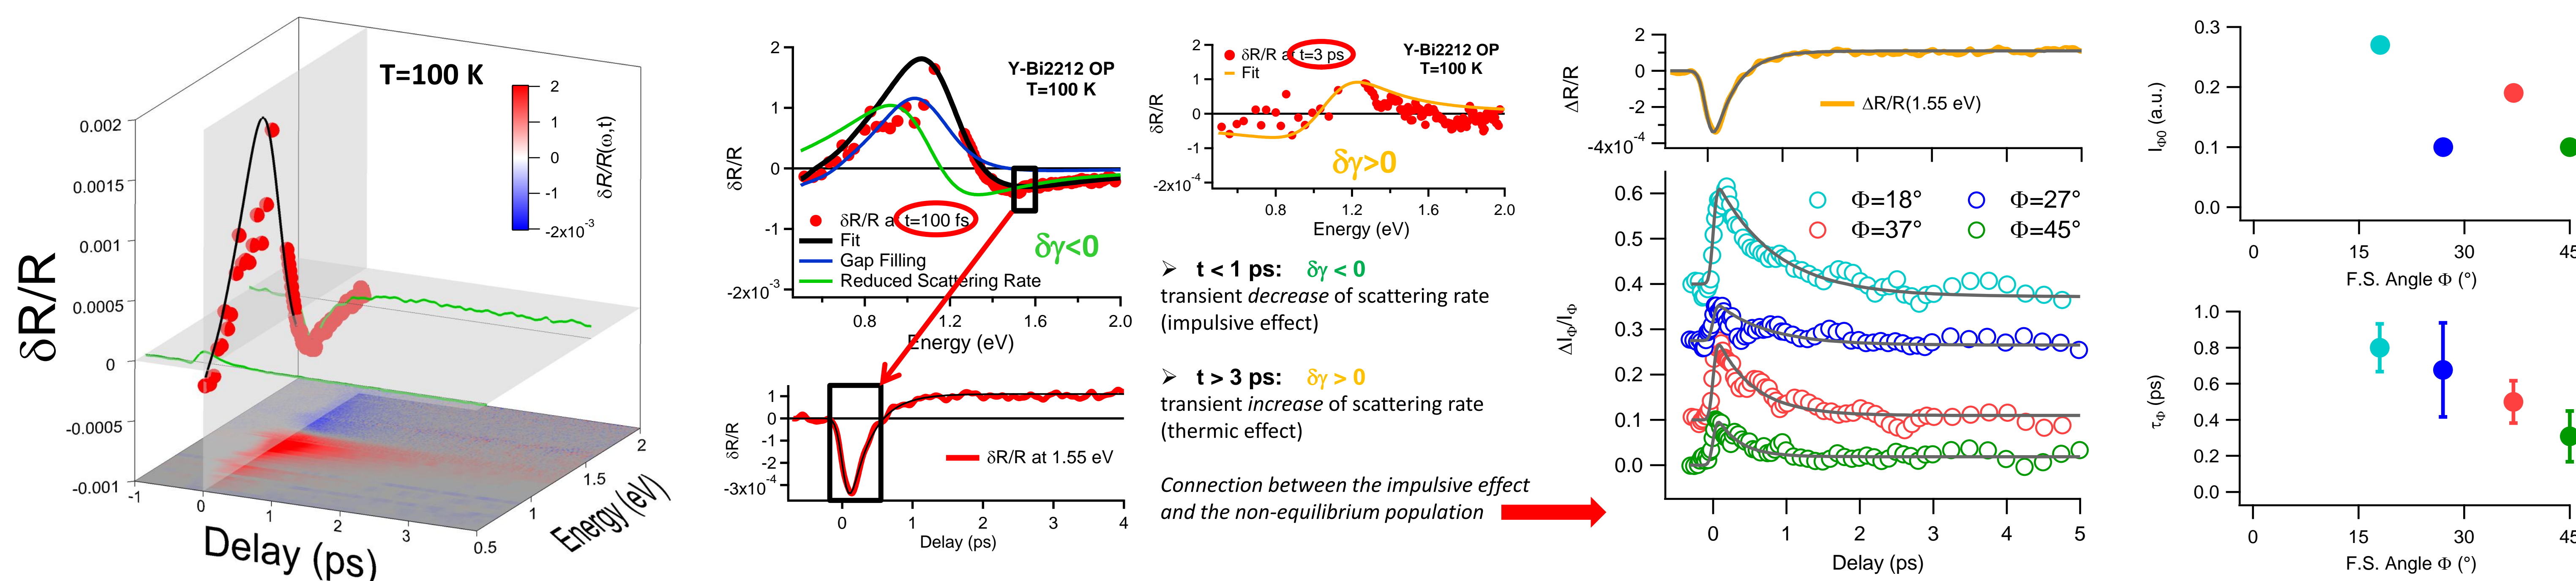 T=100 K
2
1
0
-1
-2x10-3
δR/R(ω,t)
0.002
0.0015
0.001
0.0005
0
-0.0005
-0.001
δR/R
-1
0
1
2
3
Delay (ps)
0.5
1
1.5
2
Energy (eV)
2
1
0
-1
-2x10-3
δR/R
Y-Bi2212 OP
T=100 K
δR/R at t=100 fs
Fit
Gap Filling
Reduced Scattering Rate
δγ<0
0.8
1.2
1.6
2.0
Energy (eV)
1
0
-1
-2
-3x10-4
δR/R
δR/R at 1.55 eV
0
1
2
3
4
Delay (ps)
2
1
0
-1
-2x10-4
δR/R
δR/R at t=3 ps
Fit
Y-Bi2212 OP
T=100 K
δγ>0
0.8
1.2
1.6
2.0
Energy (eV)
➢ t < 1 ps: δγ < 0
transient decrease of scattering rate
(impulsive effect)
➢ t > 3 ps: δγ > 0
transient increase of scattering rate
(thermic effect)
Connection between the impulsive effect
and the non-equilibrium population
2
0
-2
-4x10-4
ΔR/R
ΔR/R(1.55 eV)
0.6
0.5
0.4
0.3
0.2
0.1
0.0
ΔIΦ/IΦ
Φ=18° Φ=27°
Φ=37° Φ=45°
0
1
2
3
4
5
Delay (ps)
0.3
0.2
0.1
0.0
IΦ0 (a.u.)
0
15
30
45
F.S. Angle Φ (°)
1.0
0.8
0.6
0.4
0.2
0.0
τΦ (ps)
0
15
30
45
F.S. Angle Φ (°)